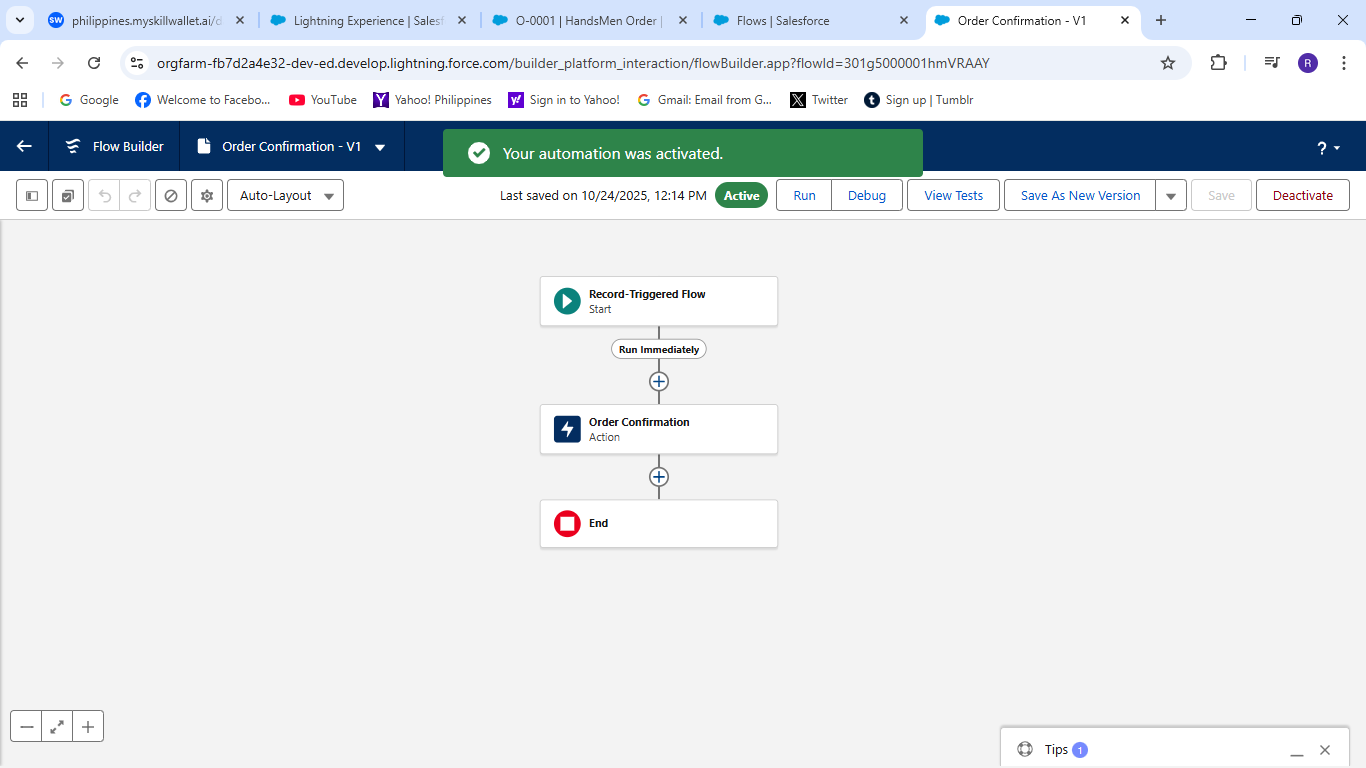 SW philippines.myskillwallet.ai/d
Lightning Experience | Salesf
O-0001 | HandsMen Order |
Flows | Salesforce
Order Confirmation - V1
orgfarm-fb7d2a4e32-dev-ed.develop.lightning.force.com/builder_platform_interaction/flowBuilder.app?flowId=301g5000001hmVRAAY
R
Google
Welcome to Facebo...
YouTube
Yahoo! Philippines
Sign in to Yahoo!
Gmail: Email from G...
Twitter
Sign up | Tumblr
Flow Builder
Order Confirmation - V1
Your automation was activated.
?
Auto-Layout
Last saved on 10/24/2025, 12:14 PM
Active
Run
Debug
View Tests
Save As New Version
Save
Deactivate
Record-Triggered Flow
Start
Run Immediately
Order Confirmation
Action
End
Tips 1